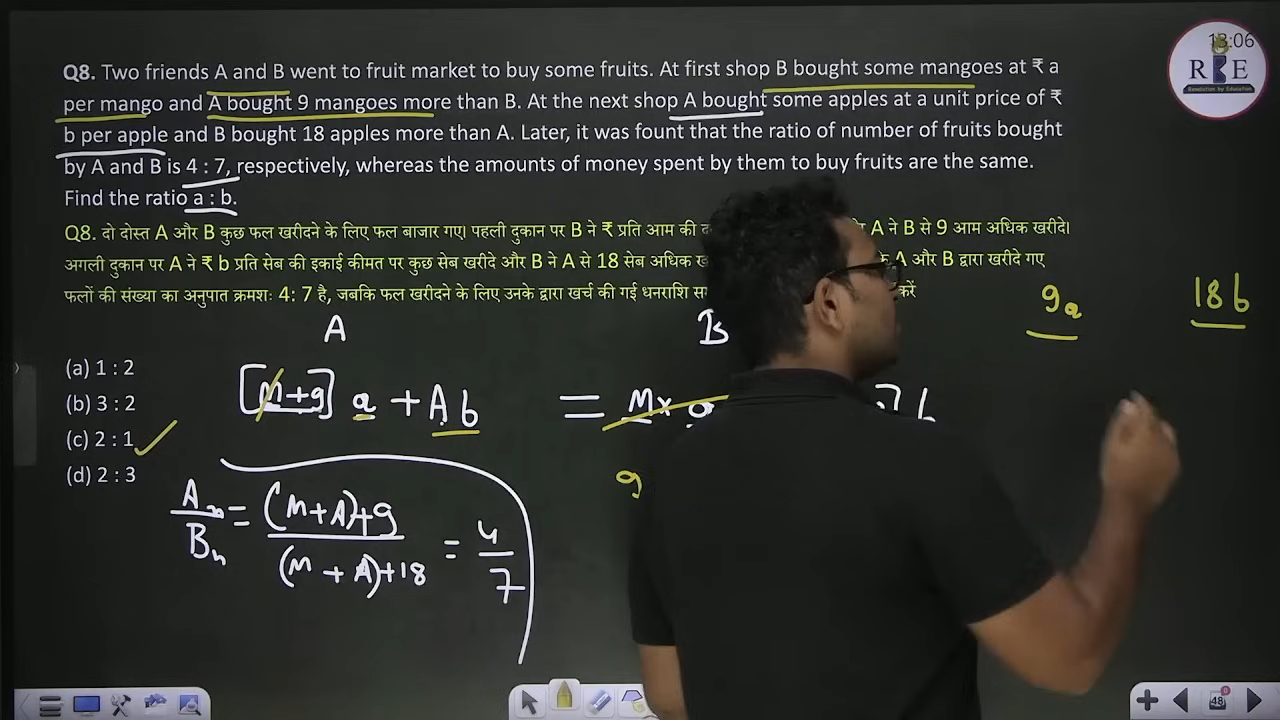 13:06
R E
Revolution by Education
Q8. Two friends A and B went to fruit market to buy some fruits. At first shop B bought some mangoes at ₹ a
per mango and A bought 9 mangoes more than B. At the next shop A bought some apples at a unit price of ₹
b per apple and B bought 18 apples more than A. Later, it was fount that the ratio of number of fruits bought
by A and B is 4 : 7, respectively, whereas the amounts of money spent by them to buy fruits are the same.
Find the ratio a : b.
Q8. दो दोस्त A और B कुछ फल खरीदने के लिए फल बाजार गए। पहली दुकान पर B ने ₹ प्रति आम की A ने B से 9 आम अधिक खरीदे।
अगली दुकान पर A ने ₹ b प्रति सेब की इकाई कीमत पर कुछ सेब खरीदे और B ने A से 18 सेब अधिक A और B द्वारा खरीदे गए
फलों की संख्या का अनुपात क्रमशः 4: 7 है, जबकि फल खरीदने के लिए उनके द्वारा खर्च की गई धनराशि करें
9a 18b
A B
(a) 1 : 2
(b) 3 : 2
(c) 2 : 1
(d) 2 : 3
[M+9] a + A b = M×
9
A = (M+A)+9 = 4
Bn (M + A)+18 7
48